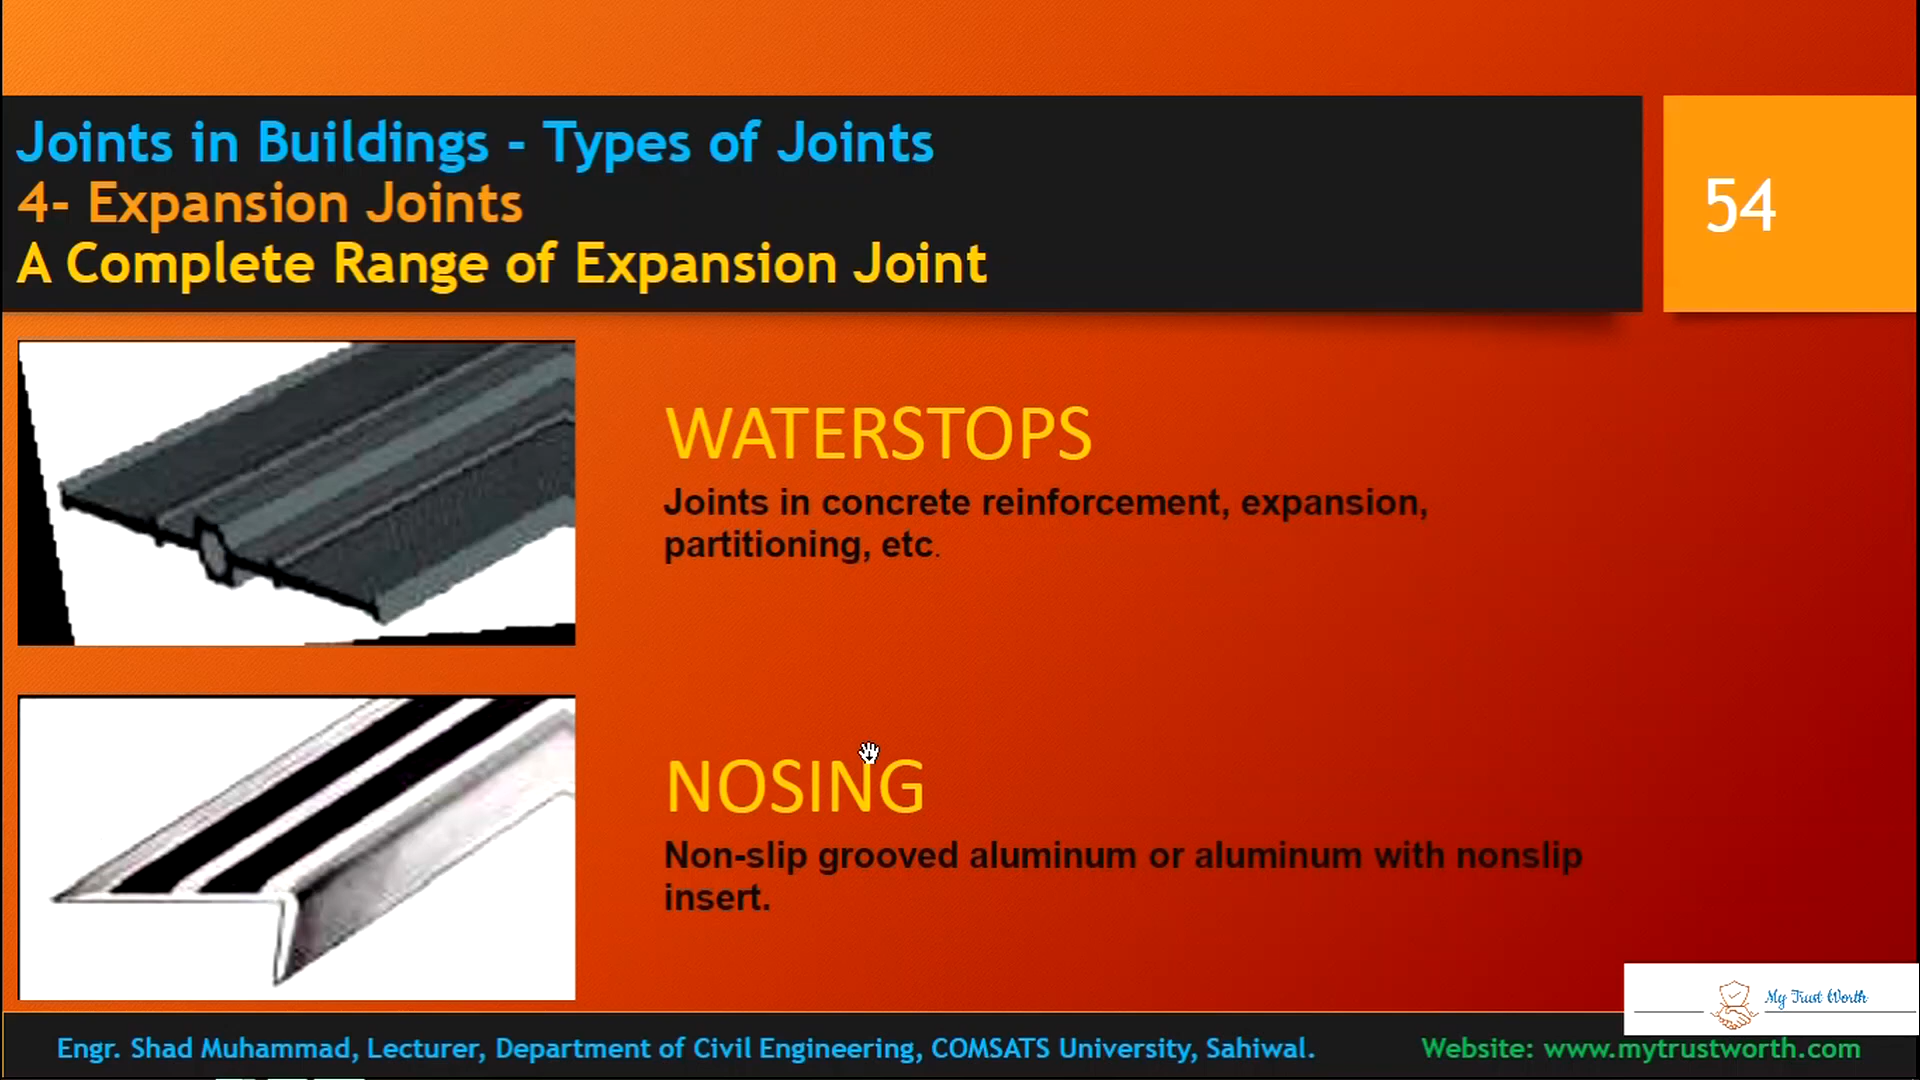 Joints in Buildings - Types of Joints
4- Expansion Joints
A Complete Range of Expansion Joint
54
WATERSTOPS
Joints in concrete reinforcement, expansion,
partitioning, etc.
NOSING
Non-slip grooved aluminum or aluminum with nonslip
insert.
My Trust Worth
Engr. Shad Muhammad, Lecturer, Department of Civil Engineering, COMSATS University, Sahiwal.
Website: www.mytrustworth.com